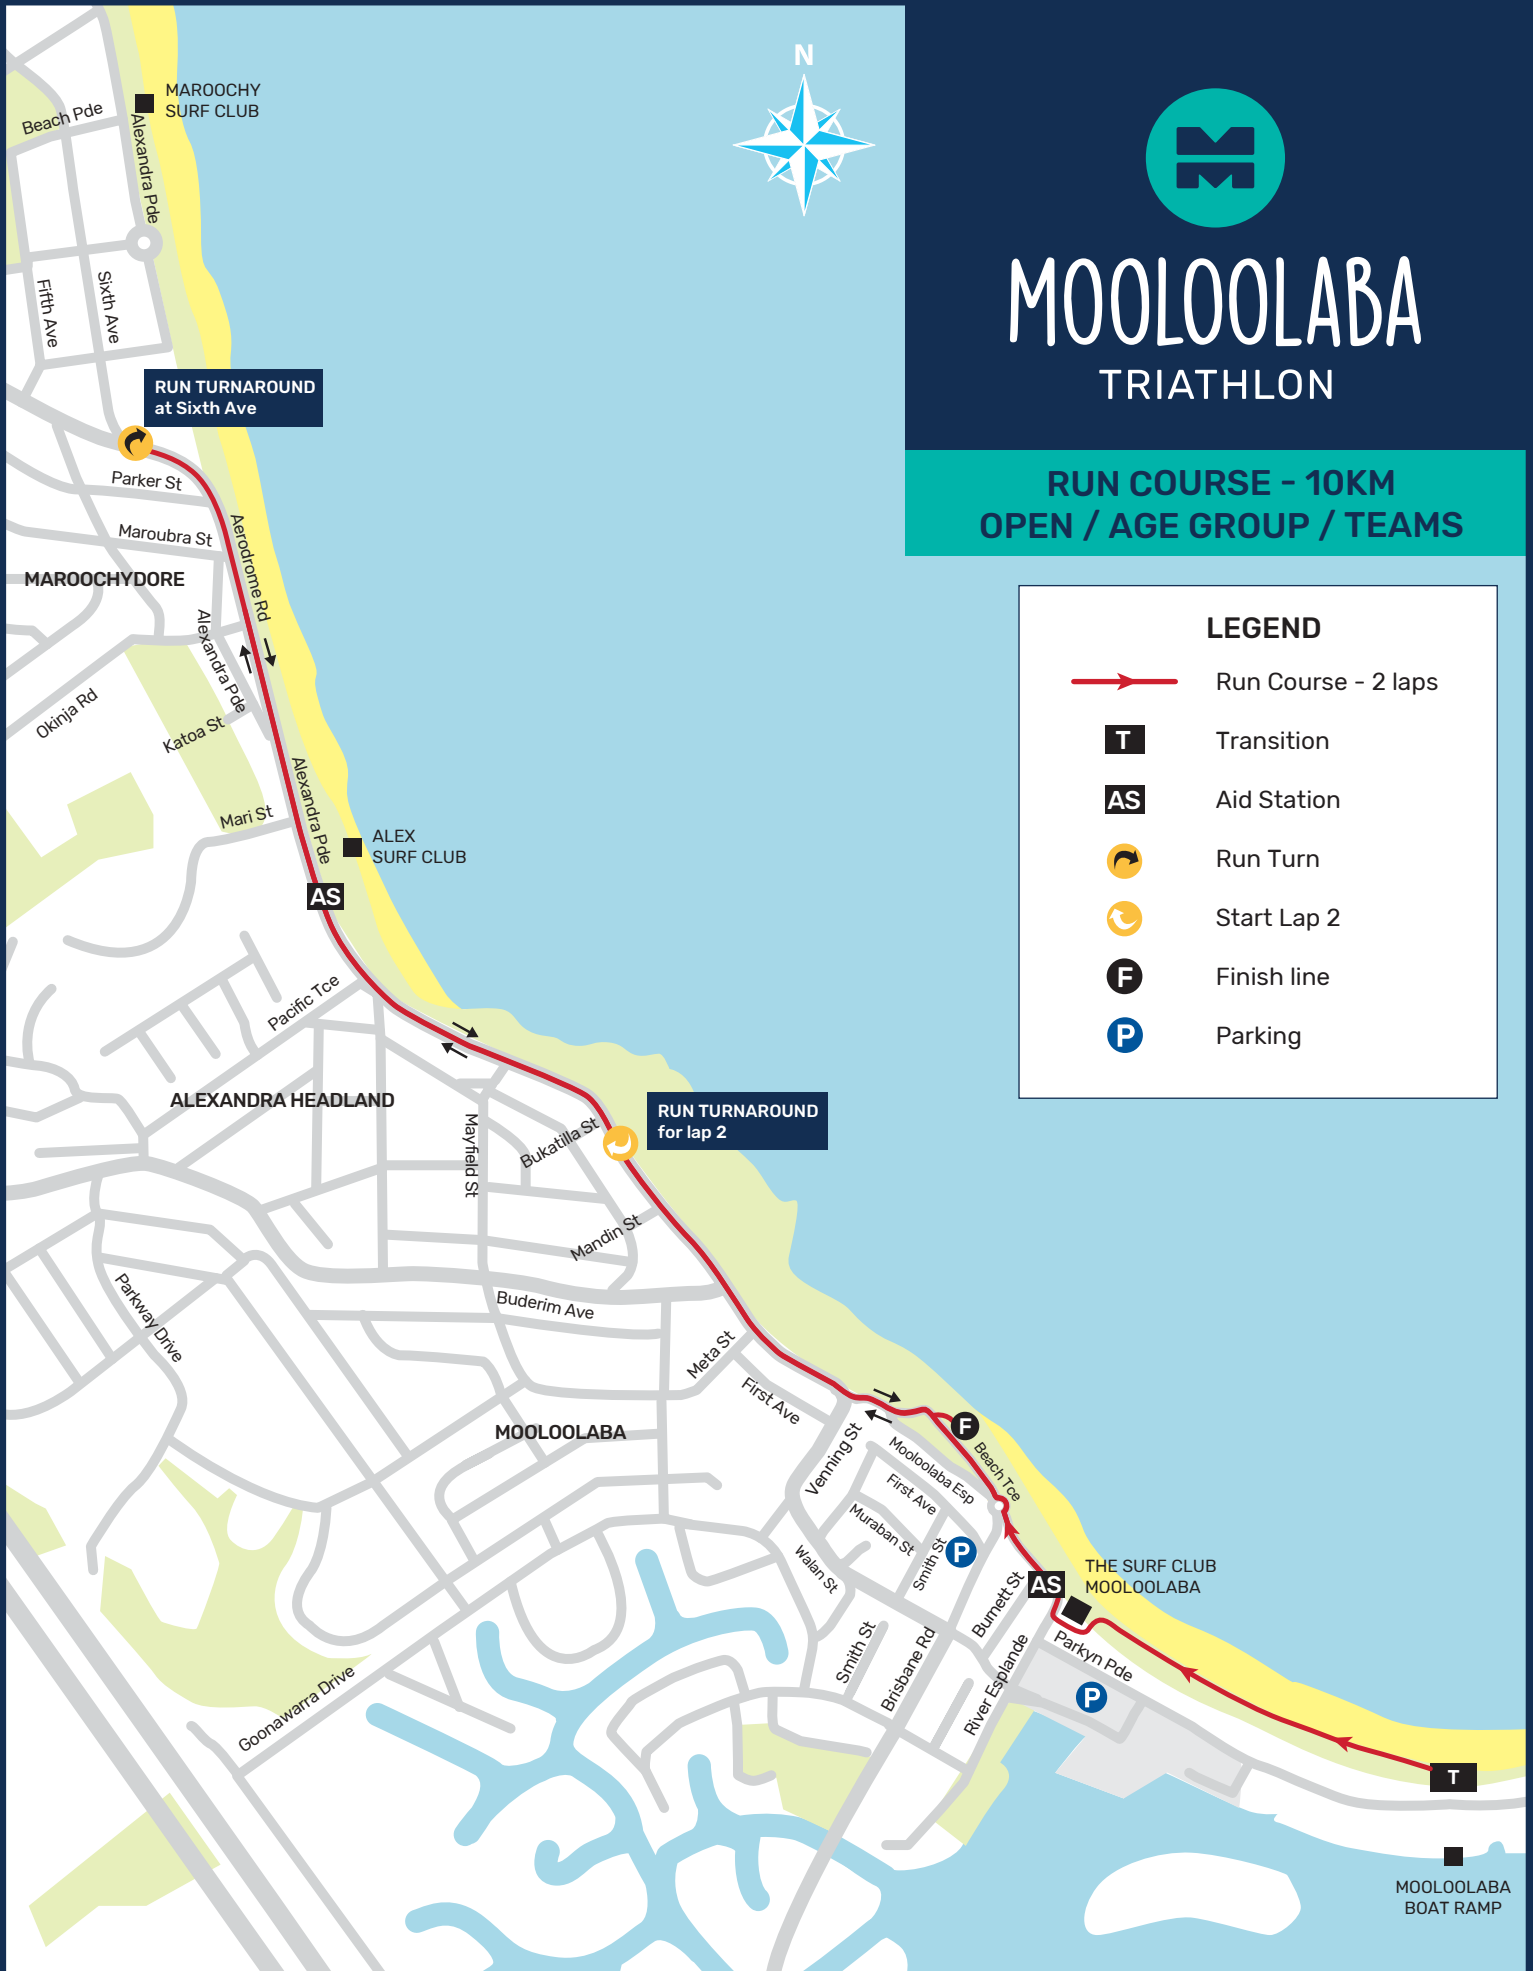 N
MOOLOOLABA
TRIATHLON
RUN COURSE - 10KM
OPEN / AGE GROUP / TEAMS
LEGEND
Run Course - 2 laps
T
Transition
AS
Aid Station
Run Turn
Start Lap 2
F
Finish line
P
Parking
MAROOCHY
SURF CLUB
Beach Pde
Alexandra Pde
Fifth Ave
Sixth Ave
RUN TURNAROUND
at Sixth Ave
Parker St
Maroubra St
Aerodrome Rd
MAROOCHYDORE
Alexandra Pde
Okinja Rd
Katoa St
Alexandra Pde
Mari St
ALEX
SURF CLUB
AS
Pacific Tce
ALEXANDRA HEADLAND
RUN TURNAROUND
for lap 2
Mayfield St
Bukatilla St
Mandin St
Parkway Drive
Buderim Ave
Meta St
First Ave
MOOLOOLABA
F
Venning St
Mooloolaba Esp
Beach Tce
First Ave
Muraban St
Smith St
P
Walan St
THE SURF CLUB
MOOLOOLABA
AS
Burnett St
Smith St
Brisbane Rd
River Esplande
Parkyn Pde
P
Goonawarra Drive
T
MOOLOOLABA
BOAT RAMP